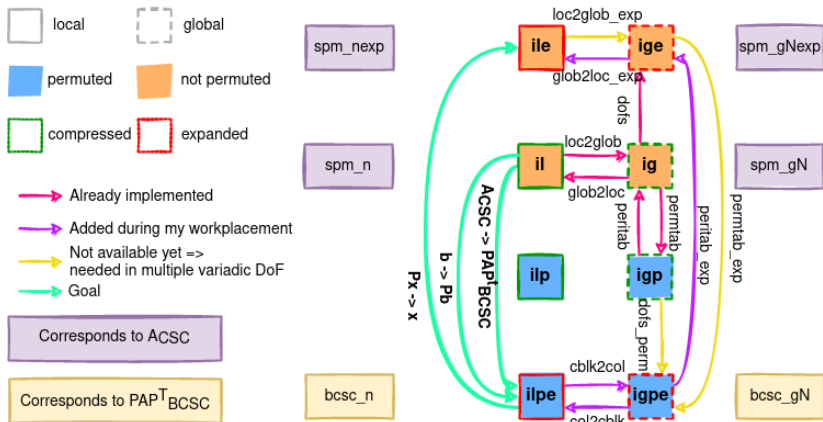 local
global
permuted
not permuted
compressed
expanded
Already implemented
Added during my workplacement
Not available yet =>
needed in multiple variadic DoF
Goal
Corresponds to ACSC
Corresponds to PAPᵀBCSC
spm_nexp
spm_n
bcsc_n
loc2glob_exp
ile
ige
glob2loc_exp
dofs
loc2glob
il
ig
glob2loc
peritab
permtab
peritab_exp
permtab_exp
ACSC -> PAPᵗBCSC
b -> Pb
Px -> x
ilp
igp
dofs_perm
cblk2col
ilpe
igpe
col2cblk
spm_gNexp
spm_gN
bcsc_gN